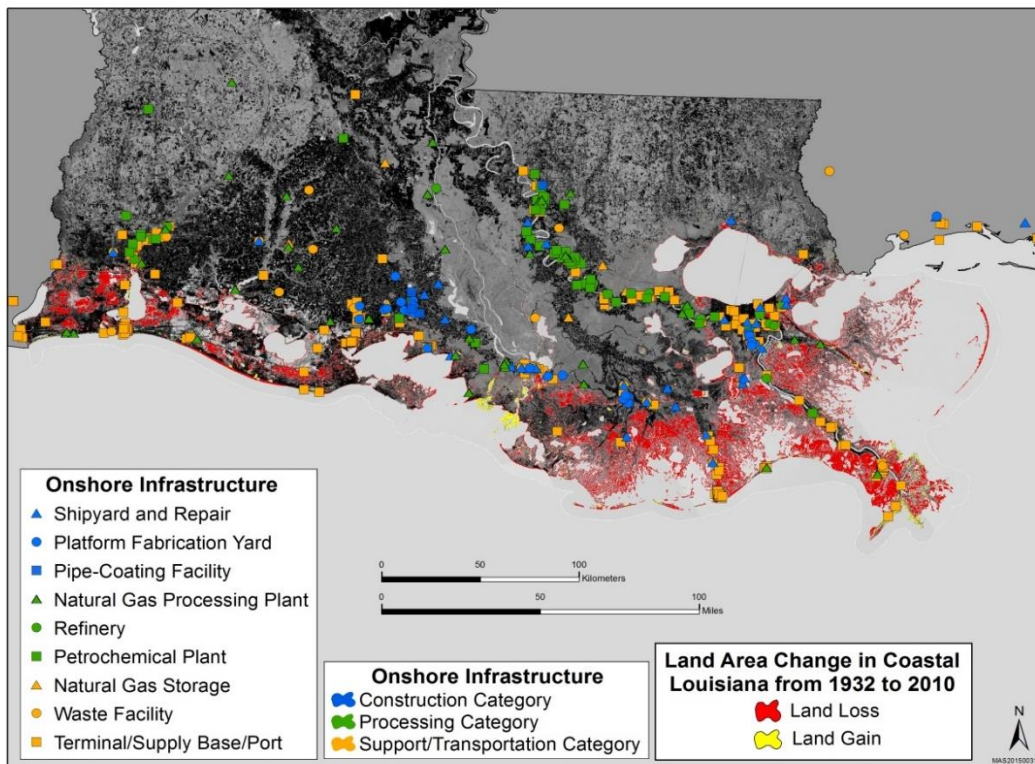 Onshore Infrastructure
Shipyard and Repair
Platform Fabrication Yard
Pipe-Coating Facility
Natural Gas Processing Plant
Refinery
Petrochemical Plant
Natural Gas Storage
Waste Facility
Terminal/Supply Base/Port
0 50 100
Kilometers
0 50 100
Miles
Onshore Infrastructure
Construction Category
Processing Category
Support/Transportation Category
Land Area Change in Coastal
Louisiana from 1932 to 2010
Land Loss
Land Gain
N